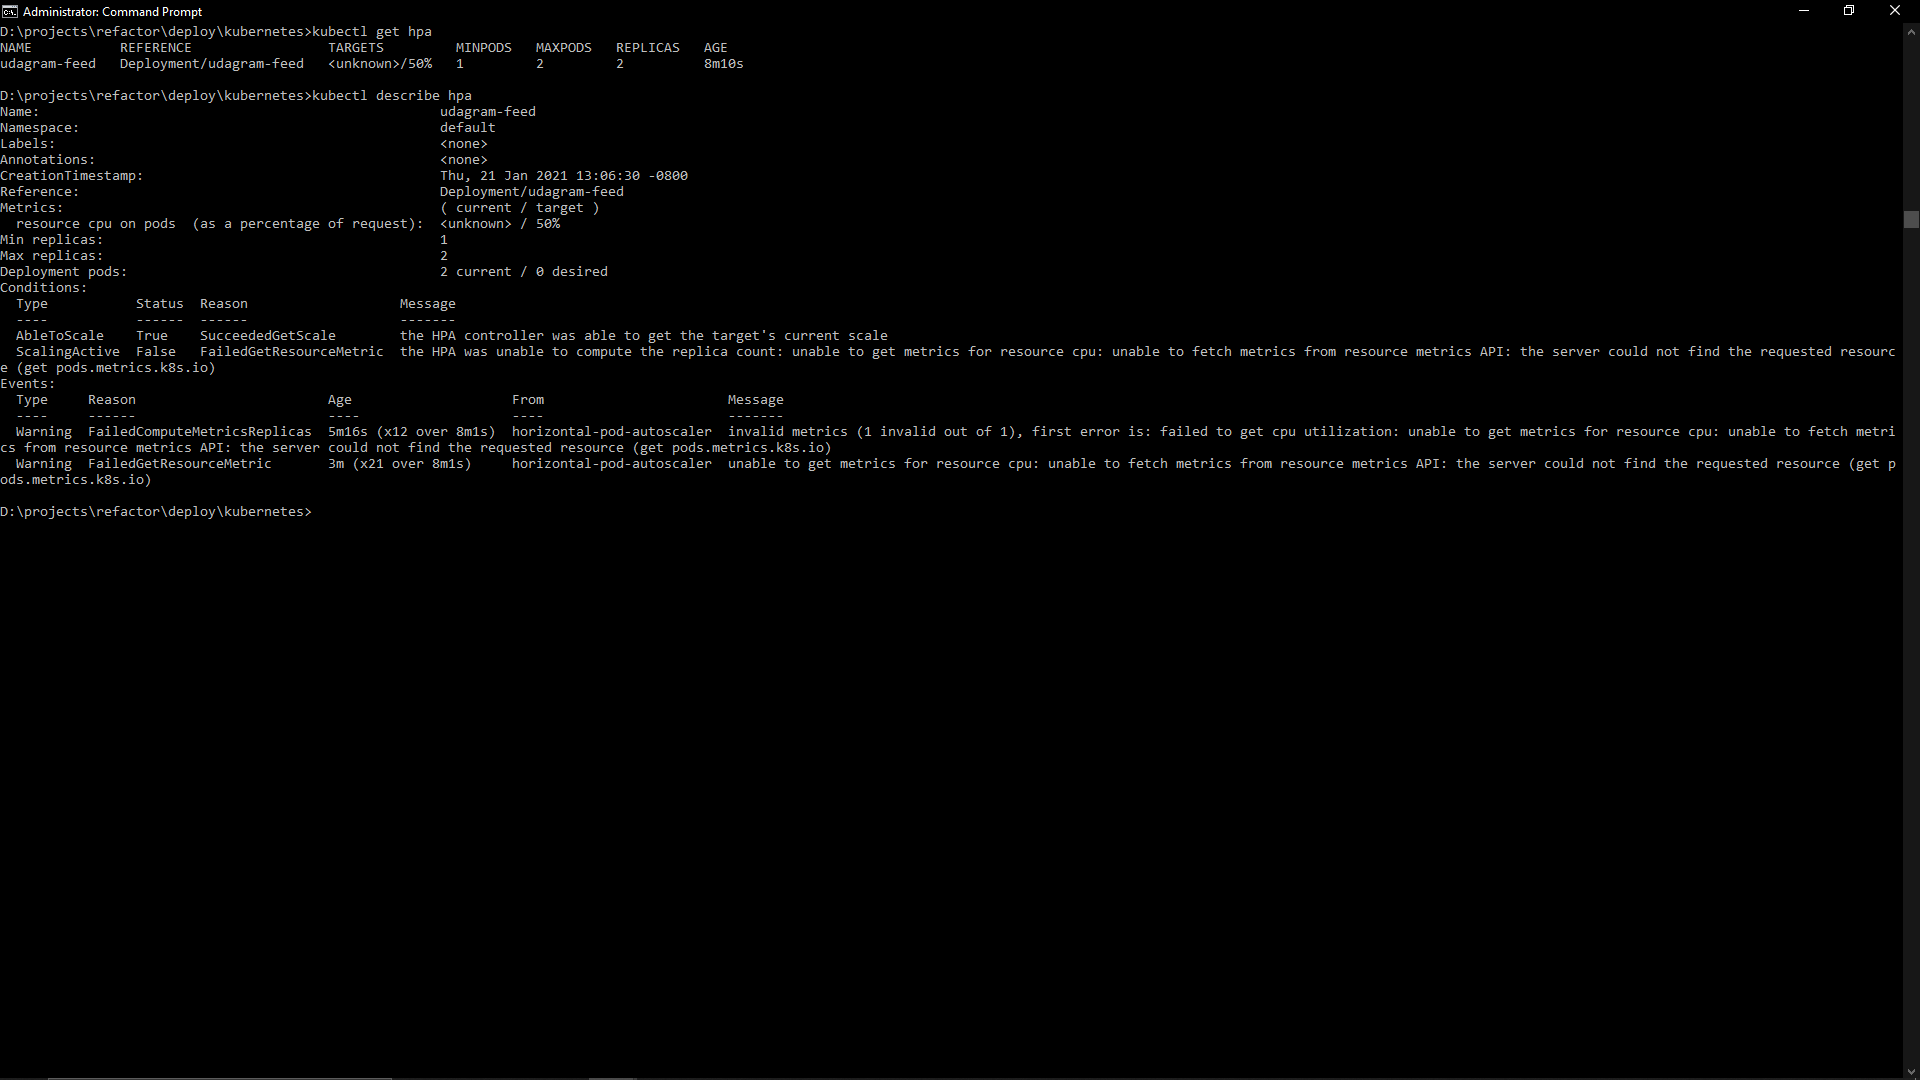 Administrator: Command Prompt
D:\projects\refactor\deploy\kubernetes>kubectl get hpa
NAME           REFERENCE                 TARGETS         MINPODS   MAXPODS   REPLICAS   AGE
udagram-feed   Deployment/udagram-feed   <unknown>/50%   1         2         2          8m10s
D:\projects\refactor\deploy\kubernetes>kubectl describe hpa
Name:                                                  udagram-feed
Namespace:                                             default
Labels:                                                <none>
Annotations:                                           <none>
CreationTimestamp:                                     Thu, 21 Jan 2021 13:06:30 -0800
Reference:                                             Deployment/udagram-feed
Metrics:                                               ( current / target )
  resource cpu on pods  (as a percentage of request):  <unknown> / 50%
Min replicas:                                          1
Max replicas:                                          2
Deployment pods:                                       2 current / 0 desired
Conditions:
  Type           Status  Reason                   Message
  ----           ------  ------                   -------
  AbleToScale    True    SucceededGetScale        the HPA controller was able to get the target's current scale
  ScalingActive  False   FailedGetResourceMetric  the HPA was unable to compute the replica count: unable to get metrics for resource cpu: unable to fetch metrics from resource metrics API: the server could not find the requested resourc
e (get pods.metrics.k8s.io)
Events:
  Type     Reason                        Age                    From                       Message
  ----     ------                        ----                   ----                       -------
  Warning  FailedComputeMetricsReplicas  5m16s (x12 over 8m1s)  horizontal-pod-autoscaler  invalid metrics (1 invalid out of 1), first error is: failed to get cpu utilization: unable to get metrics for resource cpu: unable to fetch metri
cs from resource metrics API: the server could not find the requested resource (get pods.metrics.k8s.io)
  Warning  FailedGetResourceMetric       3m (x21 over 8m1s)     horizontal-pod-autoscaler  unable to get metrics for resource cpu: unable to fetch metrics from resource metrics API: the server could not find the requested resource (get p
ods.metrics.k8s.io)
D:\projects\refactor\deploy\kubernetes>